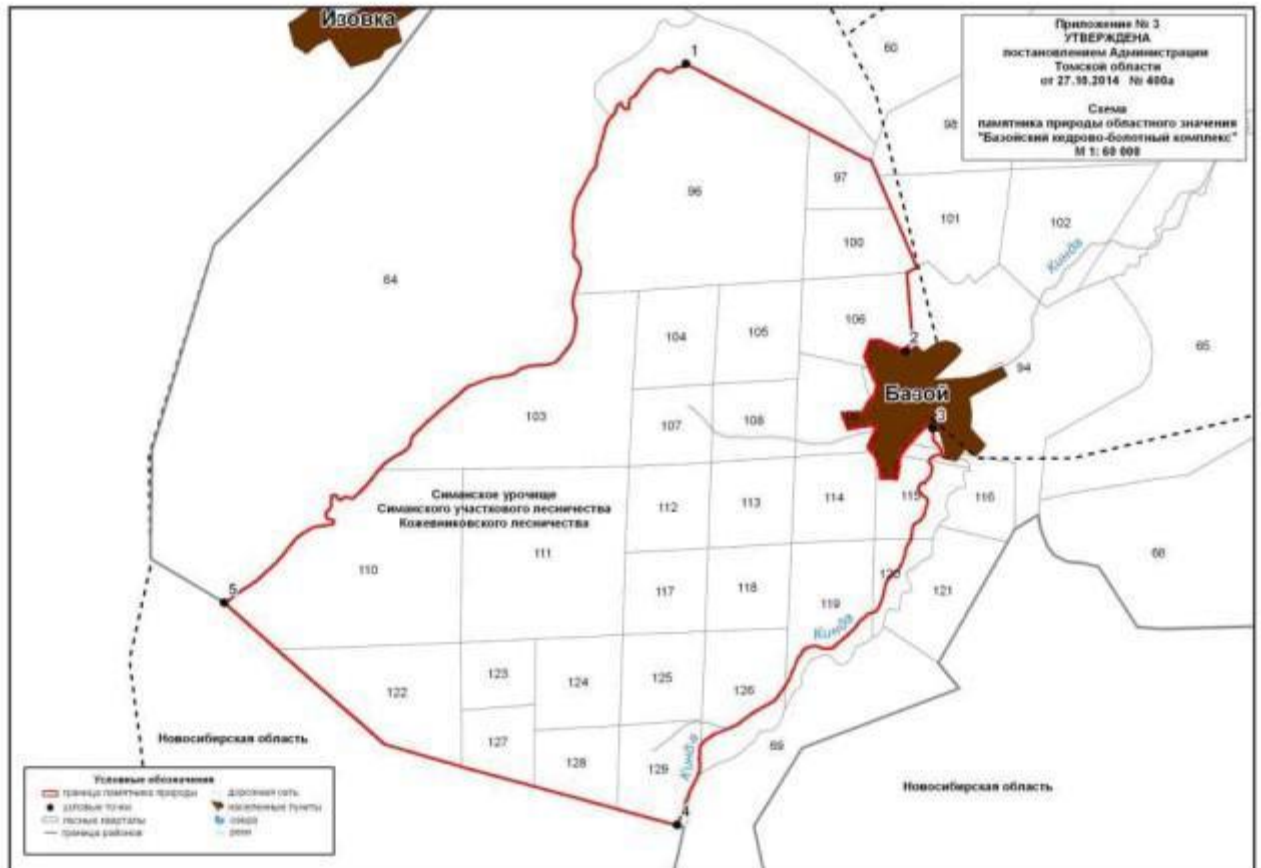 Изовка
Приложение № 3
УТВЕРЖДЕНА
постановлением Администрации
Томской области
от 27.10.2014 № 400а
Схема
памятника природы областного значения
"Базойский кедрово-болотный комплекс"
М 1: 60 000
1
60
98
97
96
101
102
100
Кинда
64
106
104
105
2
65
94
Базой
3
103
107
108
Симанское урочище
Симанского участкового лесничества
Кожевниковского лесничества
112
113
114
115
116
111
110
68
5
117
118
119
120
121
Кинда
123
124
125
126
122
127
128
129
Кинда
69
Новосибирская область
Новосибирская область
4
Условные обозначения
граница памятника природы
узловые точки
лесные кварталы
граница районов
дорожная сеть
населенные пункты
озера
реки